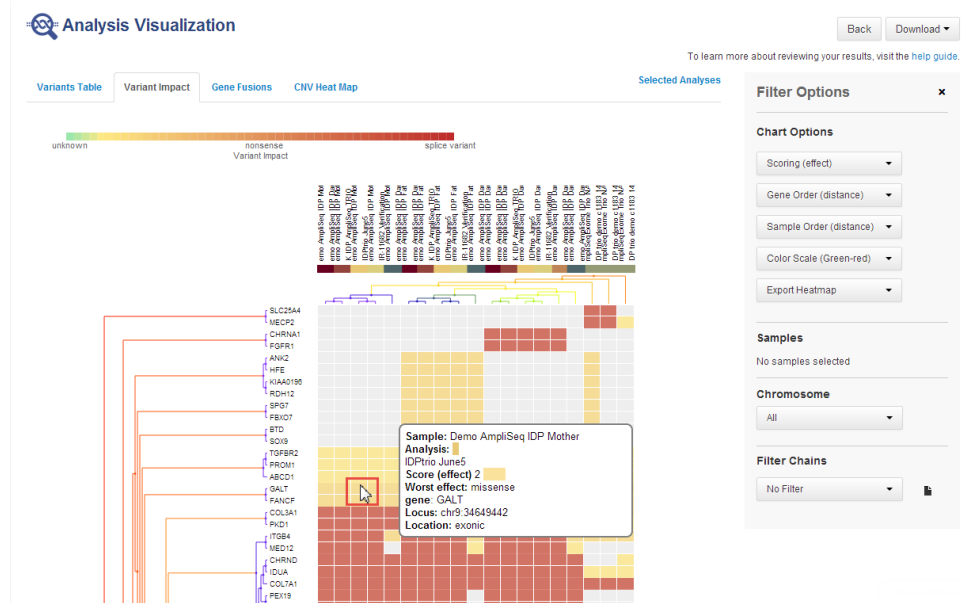 Analysis Visualization
Back
Download
To learn more about reviewing your results, visit the help guide.
Variants Table
Variant Impact
Gene Fusions
CNV Heat Map
Selected Analyses
unknown
nonsense
splice variant
Variant Impact
SLC25A4
MECP2
CHRNA1
FGFR1
ANK2
HFE
KIAA0196
RDH12
SPG7
FBXO7
BTD
SOX9
TGFBR2
PROM1
ABCD1
GALT
FANCF
COL3A1
PKD1
ITGB4
MED12
CHRND
IDUA
COL7A1
PEX19
Sample: Demo AmpliSeq IDP Mother
Analysis:
IDPtrio June5
Score (effect) 2
Worst effect: missense
gene: GALT
Locus: chr9:34649442
Location: exonic
Filter Options
×
Chart Options
Scoring (effect)
Gene Order (distance)
Sample Order (distance)
Color Scale (Green-red)
Export Heatmap
Samples
No samples selected
Chromosome
All
Filter Chains
No Filter